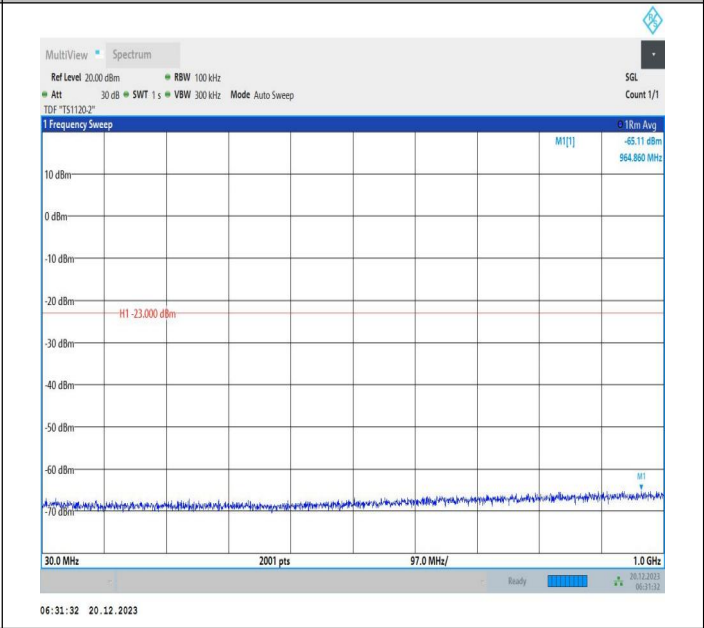 MultiView Spectrum
Ref Level 20.00 dBm RBW 100 kHz SGL
Att 30 dB SWT 1 s VBW 300 kHz Mode Auto Sweep Count 1/1
TDF "TS1120-2"
1 Frequency Sweep 1Rm Avg
M1[1] -65.11 dBm
964.860 MHz
10 dBm
0 dBm
-10 dBm
-20 dBm
H1 -23.000 dBm
-30 dBm
-40 dBm
-50 dBm
-60 dBm
M1
-70 dBm
30.0 MHz 2001 pts 97.0 MHz/ 1.0 GHz
Ready 20.12.2023
06:31:32
06:31:32 20.12.2023